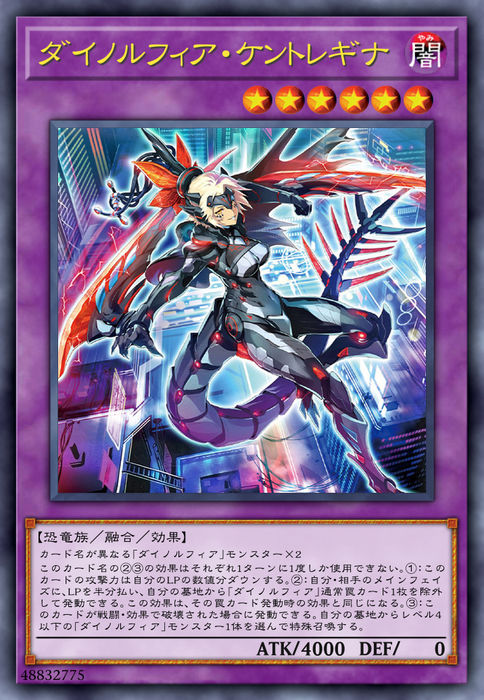 ダイノルフィア・ケントレギナ
やみ
闇
【恐竜族/融合/効果】
カード名が異なる「ダイノルフィア」モンスター×2
このカード名の②③の効果はそれぞれ1ターンに1度しか使用できない。①:この
カードの攻撃力は自分のLPの数値分ダウンする。②:自分・相手のメインフェイ
ズに、LPを半分払い、自分の墓地から「ダイノルフィア」通常罠カード1枚を除外
して発動できる。この効果は、その罠カード発動時の効果と同じになる。③:こ
のカードが戦闘・効果で破壊された場合に発動できる。自分の墓地からレベル4
以下の「ダイノルフィア」モンスター1体を選んで特殊召喚する。
ATK/4000 DEF/ 0
48832775